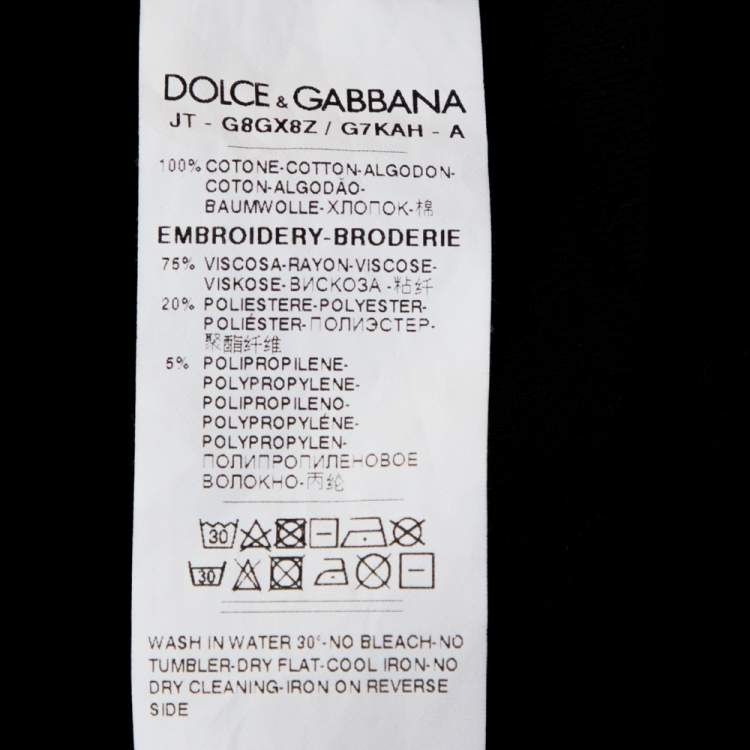 DOLCE & GABBANA
JT - G8GX8Z / G7KAH - A
100% COTONE-COTTON-ALGODON-
COTON-ALGODÃO-
BAUMWOLLE-ХЛОПОК-棉
EMBROIDERY-BRODERIE
75% VISCOSA-RAYON-VISCOSE-
VISKOSE-ВИСКОЗА -粘纤
20% POLIESTERE-POLYESTER-
POLIÉSTER-ПОЛИЭСТЕР-
聚酯纤维
5% POLIPROPILENE-
POLYPROPYLENE-
POLIPROPILENO-
POLYPROPYLÉNE-
POLYPROPYLEN-
ПОЛИПРОПИЛЕНОВОЕ
ВОЛОКНО-丙纶
30
30
WASH IN WATER 30°-NO BLEACH-NO
TUMBLER-DRY FLAT-COOL IRON-NO
DRY CLEANING-IRON ON REVERSE
SIDE